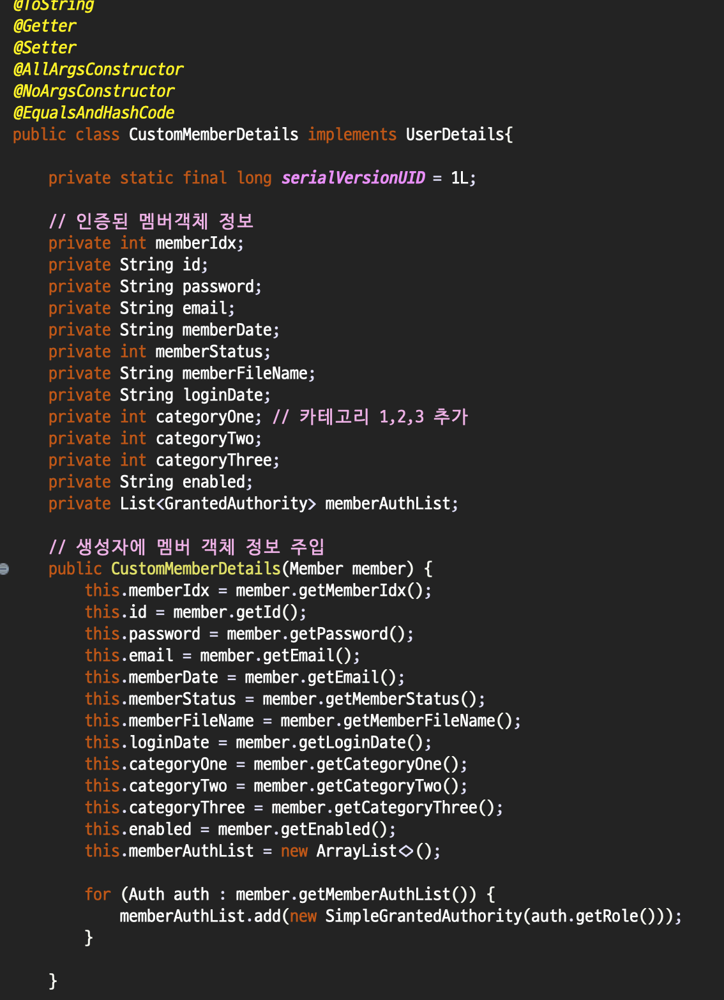 @ToString
@Getter
@Setter
@AllArgsConstructor
@NoArgsConstructor
@EqualsAndHashCode
public class CustomMemberDetails implements UserDetails{
private static final long serialVersionUID = 1L;
// 인증된 멤버객체 정보
private int memberIdx;
private String id;
private String password;
private String email;
private String memberDate;
private int memberStatus;
private String memberFileName;
private String loginDate;
private int categoryOne; // 카테고리 1,2,3 추가
private int categoryTwo;
private int categoryThree;
private String enabled;
private List<GrantedAuthority> memberAuthList;
// 생성자에 멤버 객체 정보 주입
public CustomMemberDetails(Member member) {
this.memberIdx = member.getMemberIdx();
this.id = member.getId();
this.password = member.getPassword();
this.email = member.getEmail();
this.memberDate = member.getEmail();
this.memberStatus = member.getMemberStatus();
this.memberFileName = member.getMemberFileName();
this.loginDate = member.getLoginDate();
this.categoryOne = member.getCategoryOne();
this.categoryTwo = member.getCategoryTwo();
this.categoryThree = member.getCategoryThree();
this.enabled = member.getEnabled();
this.memberAuthList = new ArrayList<>();
for (Auth auth : member.getMemberAuthList()) {
memberAuthList.add(new SimpleGrantedAuthority(auth.getRole()));
}
}